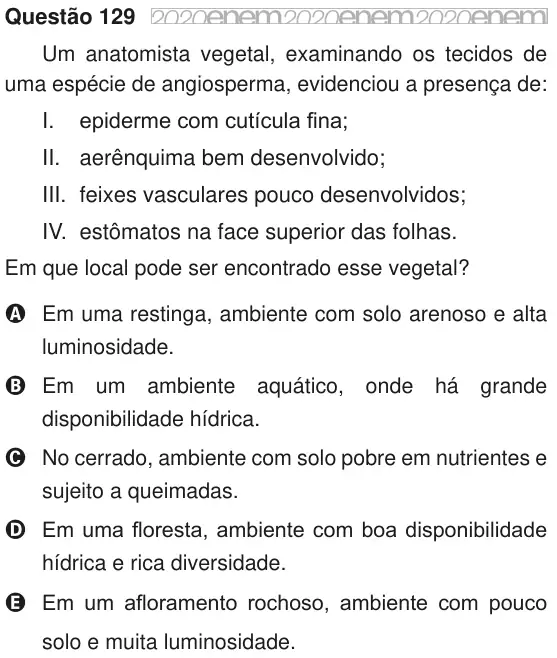 Questão 129 2020enem2020enem2020enem
Um anatomista vegetal, examinando os tecidos de
uma espécie de angiosperma, evidenciou a presença de:
I. epiderme com cutícula fina;
II. aerênquima bem desenvolvido;
III. feixes vasculares pouco desenvolvidos;
IV. estômatos na face superior das folhas.
Em que local pode ser encontrado esse vegetal?
A Em uma restinga, ambiente com solo arenoso e alta
luminosidade.
B Em um ambiente aquático, onde há grande
disponibilidade hídrica.
C No cerrado, ambiente com solo pobre em nutrientes e
sujeito a queimadas.
D Em uma floresta, ambiente com boa disponibilidade
hídrica e rica diversidade.
E Em um afloramento rochoso, ambiente com pouco
solo e muita luminosidade.